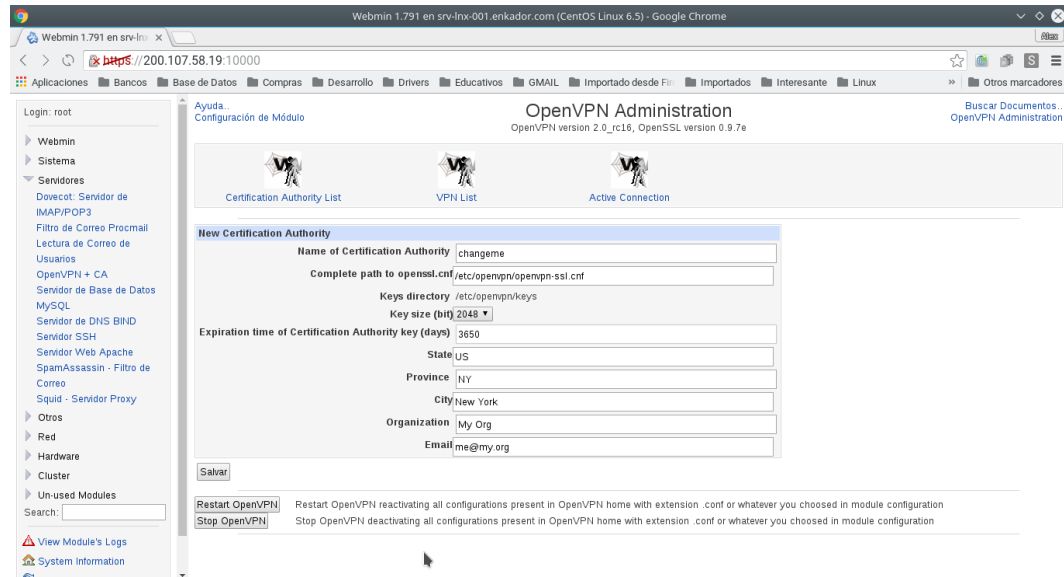 Webmin 1.791 en srv-lnx-001.enkador.com (CentOS Linux 6.5) - Google Chrome
Webmin 1.791 en srv-ln
Alex
https://200.107.58.19:10000
Aplicaciones Bancos Base de Datos Compras Desarrollo Drivers Educativos GMAIL Importado desde Fir Importados Interesante Linux » Otros marcadores
Login: root
Webmin
Sistema
Servidores
Dovecot: Servidor de
IMAP/POP3
Filtro de Correo Procmail
Lectura de Correo de
Usuarios
OpenVPN + CA
Servidor de Base de Datos
MySQL
Servidor de DNS BIND
Servidor SSH
Servidor Web Apache
SpamAssassin - Filtro de
Correo
Squid - Servidor Proxy
Otros
Red
Hardware
Cluster
Un-used Modules
Search:
View Module's Logs
System Information
Ayuda..
Configuración de Módulo
OpenVPN Administration
OpenVPN version 2.0_rc16, OpenSSL version 0.9.7e
Buscar Documentos..
OpenVPN Administration
VPN VPN VPN
Certification Authority List VPN List Active Connection
New Certification Authority
Name of Certification Authority changeme
Complete path to openssl.cnf /etc/openvpn/openvpn-ssl.cnf
Keys directory /etc/openvpn/keys
Key size (bit) 2048
Expiration time of Certification Authority key (days) 3650
State US
Province NY
City New York
Organization My Org
Email me@my.org
Salvar
Restart OpenVPN Restart OpenVPN reactivating all configurations present in OpenVPN home with extension .conf or whatever you choosed in module configuration
Stop OpenVPN Stop OpenVPN deactivating all configurations present in OpenVPN home with extension .conf or whatever you choosed in module configuration